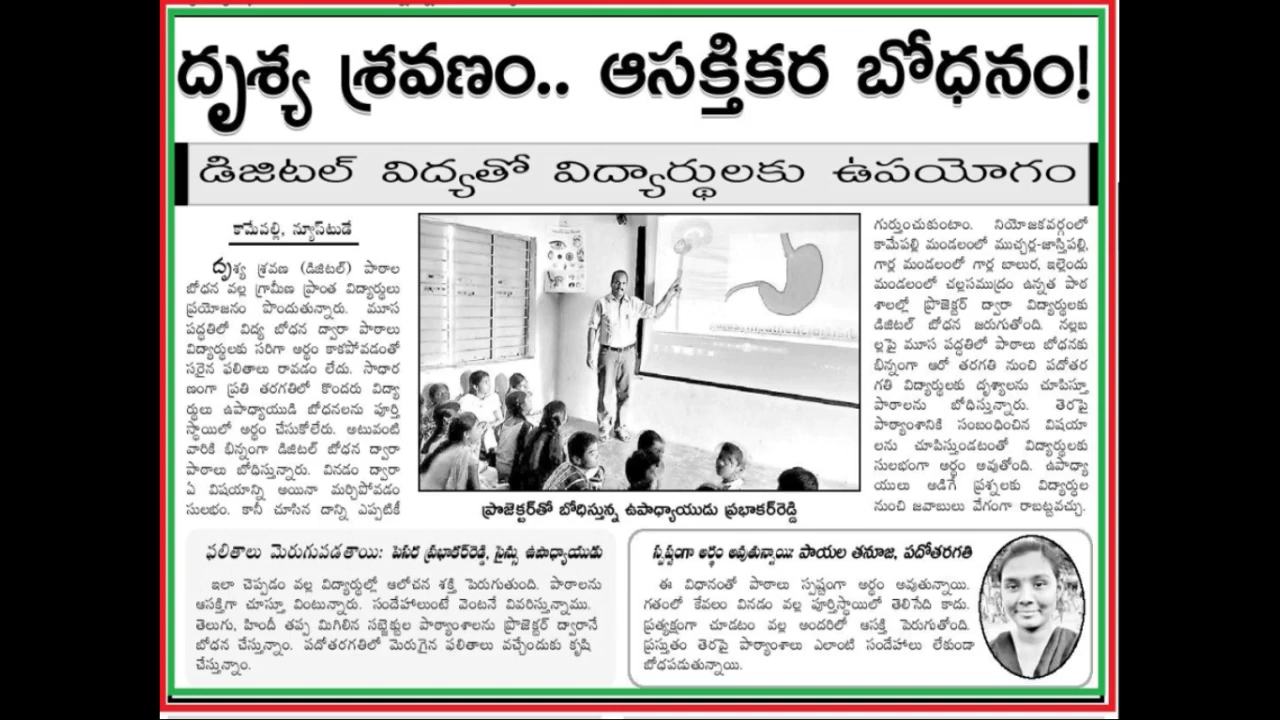 దృశ్య శ్రవణం.. ఆసక్తికర బోధనం!
డిజిటల్ విద్యతో విద్యార్థులకు ఉపయోగం
కామేపల్లి, న్యూస్‌టుడే
దృశ్య శ్రవణ (డిజిటల్) పాఠాల
బోధన వల్ల గ్రామీణ ప్రాంత విద్యార్థులు
ప్రయోజనం పొందుతున్నారు. మూస
పద్ధతిలో విద్య బోధన ద్వారా పాఠాలు
విద్యార్థులకు సరిగా అర్థం కాకపోవడంతో
సరైన ఫలితాలు రావడం లేదు. సాధార
ణంగా ప్రతి తరగతిలో కొందరు విద్యా
ర్థులు ఉపాధ్యాయుడి బోధనలను పూర్తి
స్థాయిలో అర్థం చేసుకోలేరు. అటువంటి
వారికి భిన్నంగా డిజిటల్ బోధన ద్వారా
పాఠాలు బోధిస్తున్నారు. వినడం ద్వారా
ఏ విషయాన్ని అయినా మర్చిపోవడం
సులభం. కానీ చూసిన దాన్ని ఎప్పటికీ
ప్రొజెక్టర్‌తో బోధిస్తున్న ఉపాధ్యాయుడు ప్రభాకర్‌రెడ్డి
గుర్తుంచుకుంటాం. నియోజకవర్గంలో
కామేపల్లి మండలంలో ముచ్చర్ల-జాస్తిపల్లి,
గార్ల మండలంలో గార్ల బాలుర, ఇల్లెందు
మండలంలో చల్లసముద్రం ఉన్నత పాఠ
శాలల్లో ప్రొజెక్టర్ ద్వారా విద్యార్థులకు
డిజిటల్ బోధన జరుగుతోంది. నల్లబ
ల్లపై మూస పద్ధతిలో పాఠాలు బోధనకు
భిన్నంగా ఆరో తరగతి నుంచి పదోతర
గతి విద్యార్థులకు దృశ్యాలను చూపిస్తూ
పాఠాలను బోధిస్తున్నారు. తెరపై
పాఠ్యాంశానికి సంబంధించిన విషయా
లను చూపిస్తుండటంతో విద్యార్థులకు
సులభంగా అర్థం అవుతోంది. ఉపాధ్యా
యులు అడిగే ప్రశ్నలకు విద్యార్థుల
నుంచి జవాబులు వేగంగా రాబట్టవచ్చు.
ఫలితాలు మెరుగుపడతాయి: పెసర ప్రభాకర్‌రెడ్డి, సైన్సు ఉపాధ్యాయుడు
ఇలా చెప్పడం వల్ల విద్యార్థుల్లో ఆలోచన శక్తి పెరుగుతుంది. పాఠాలను
ఆసక్తిగా చూస్తూ వింటున్నారు. సందేహాలుంటే వెంటనే వివరిస్తున్నాము.
తెలుగు, హిందీ తప్ప మిగిలిన సబ్జెక్టుల పాఠ్యాంశాలను ప్రొజెక్టర్ ద్వారానే
బోధన చేస్తున్నాం. పదోతరగతిలో మెరుగైన ఫలితాలు వచ్చేందుకు కృషి
చేస్తున్నాం.
స్పష్టంగా అర్థం అవుతున్నాయి: పాయల తనూజ, పదోతరగతి
ఈ విధానంతో పాఠాలు స్పష్టంగా అర్థం అవుతున్నాయి.
గతంలో కేవలం వినడం వల్ల పూర్తిస్థాయిలో తెలిసేది కాదు.
ప్రత్యక్షంగా చూడటం వల్ల అందరిలో ఆసక్తి పెరుగుతోంది.
ప్రస్తుతం తెరపై పాఠ్యాంశాలు ఎలాంటి సందేహాలు లేకుండా
బోధపడుతున్నాయి.